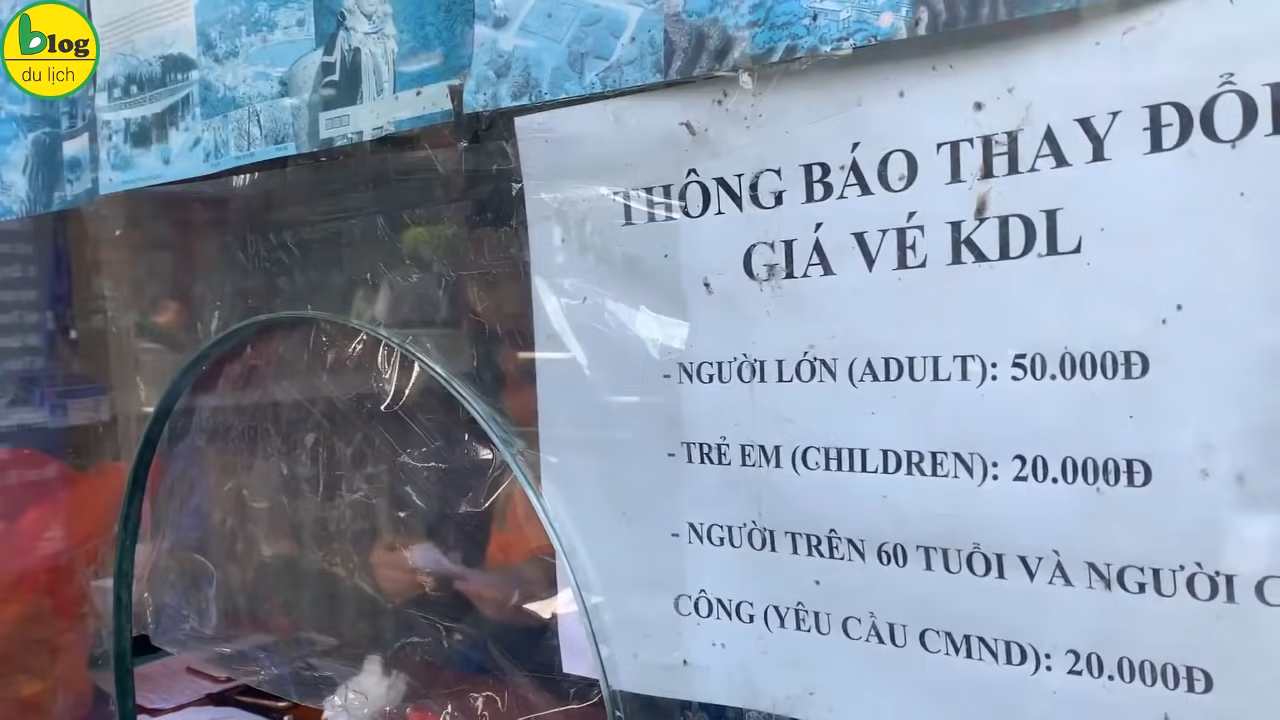 blog
du lịch
THÔNG BÁO THAY ĐỔI
GIÁ VÉ KDL
- NGƯỜI LỚN (ADULT): 50.000Đ
- TRẺ EM (CHILDREN): 20.000Đ
- NGƯỜI TRÊN 60 TUỔI VÀ NGƯỜI C
CÔNG (YÊU CẦU CMND): 20.000Đ